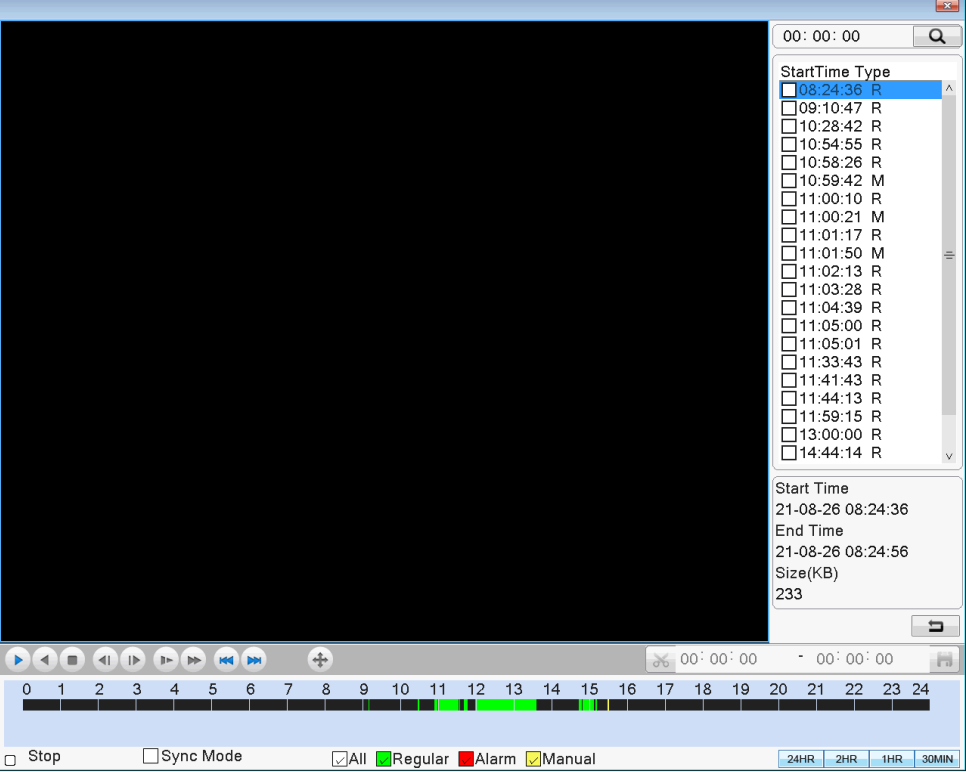 00: 00: 00
StartTime Type
08:24:36 R
09:10:47 R
10:28:42 R
10:54:55 R
10:58:26 R
10:59:42 M
11:00:10 R
11:00:21 M
11:01:17 R
11:01:50 M
11:02:13 R
11:03:28 R
11:04:39 R
11:05:00 R
11:05:01 R
11:33:43 R
11:41:43 R
11:44:13 R
11:59:15 R
13:00:00 R
14:44:14 R
Start Time
21-08-26 08:24:36
End Time
21-08-26 08:24:56
Size(KB)
233
00: 00: 00 - 00: 00: 00
0 1 2 3 4 5 6 7 8 9 10 11 12 13 14 15 16 17 18 19 20 21 22 23 24
Stop Sync Mode All Regular Alarm Manual 24HR 2HR 1HR 30MIN